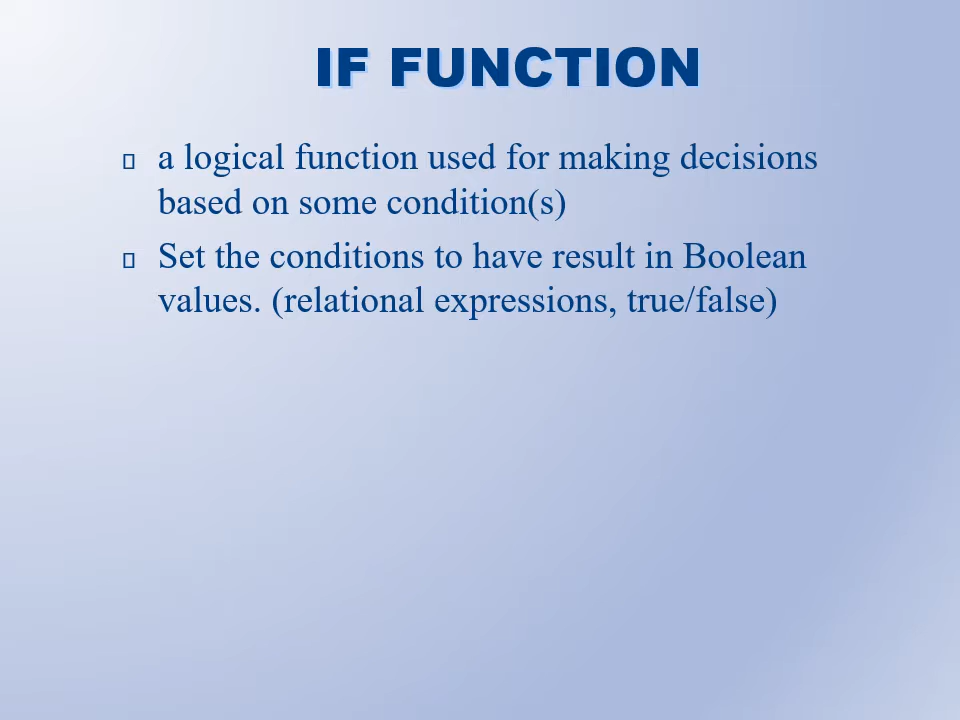 IF FUNCTION
a logical function used for making decisions
based on some condition(s)
Set the conditions to have result in Boolean
values. (relational expressions, true/false)